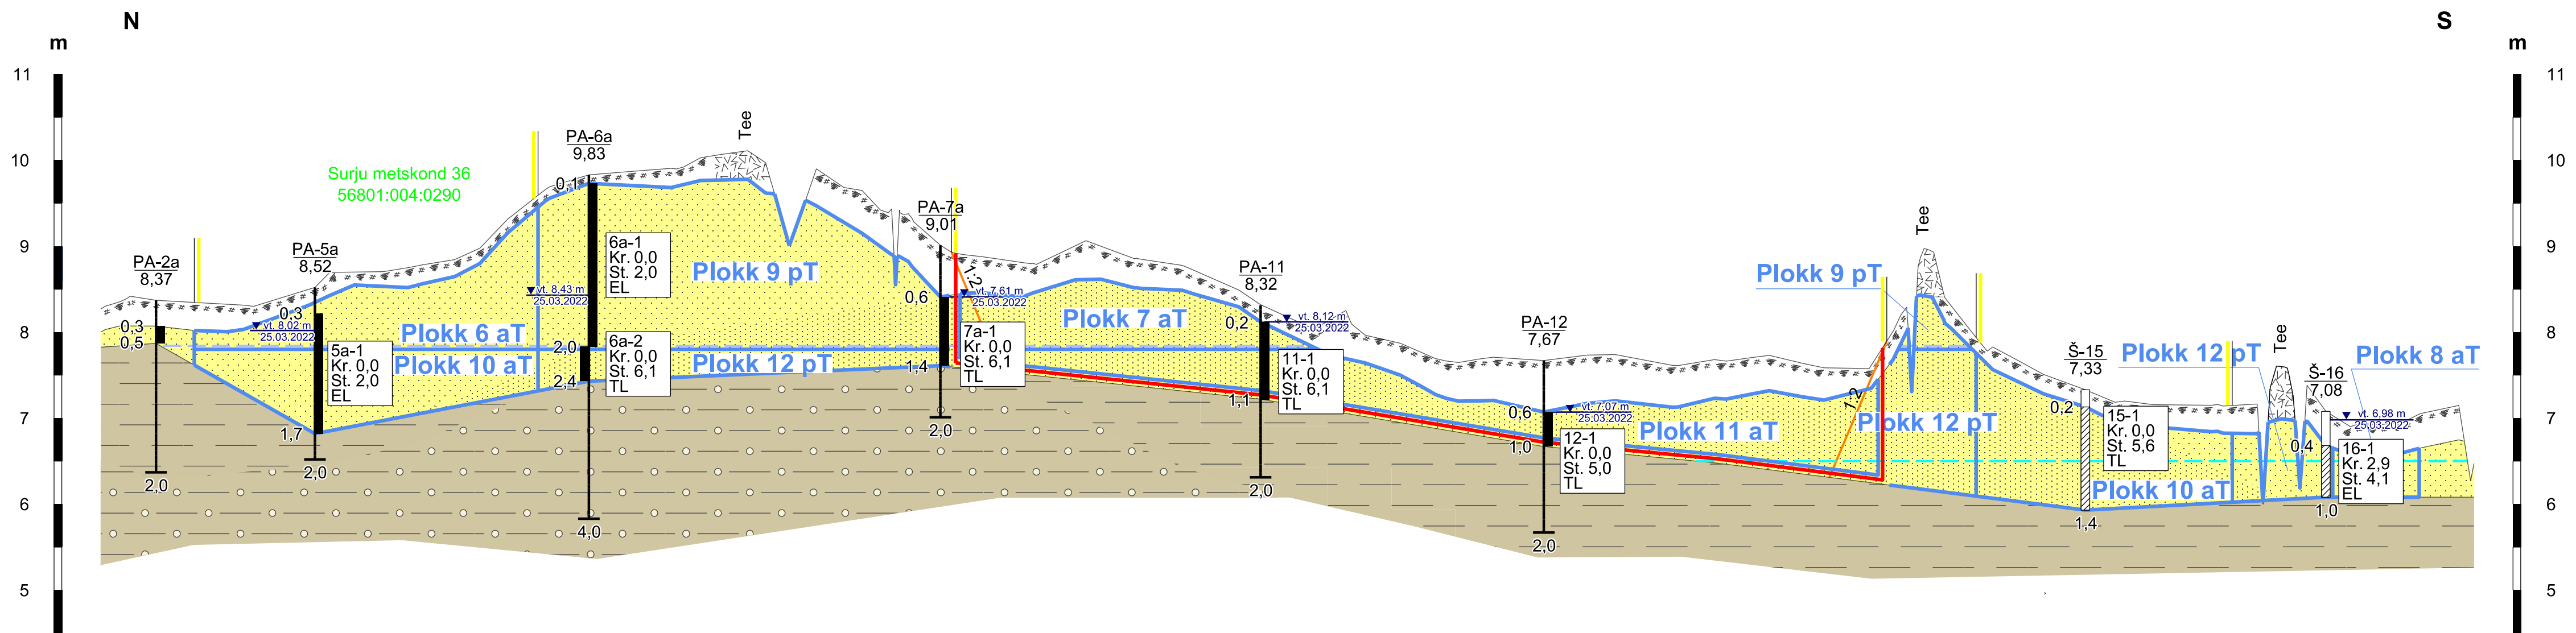 N
S
m
m
11
10
9
8
7
6
5
11
10
9
8
7
6
5
Surju metskond 36
56801:004:0290
PA-2a
8,37
0,3
0,5
2,0
PA-5a
8,52
0,3
vt. 8,02 m
25.03.2022
1,7
2,0
5a-1
Kr. 0,0
St. 2,0
EL
Plokk 6 aT
Plokk 10 aT
PA-6a
9,83
0,1
vt. 8,43 m
25.03.2022
2,0
2,4
4,0
6a-1
Kr. 0,0
St. 2,0
EL
6a-2
Kr. 0,0
St. 6,1
TL
Tee
Plokk 9 pT
Plokk 12 pT
PA-7a
9,01
0,6
1:2
vt. 7,61 m
25.03.2022
1,4
2,0
7a-1
Kr. 0,0
St. 6,1
TL
Plokk 7 aT
PA-11
8,32
0,2
vt. 8,12 m
25.03.2022
1,1
2,0
11-1
Kr. 0,0
St. 6,1
TL
PA-12
7,67
0,6
vt. 7,07 m
25.03.2022
1,0
2,0
12-1
Kr. 0,0
St. 5,0
TL
Plokk 11 aT
1:2
Plokk 9 pT
Tee
Plokk 12 pT
Š-15
7,33
0,2
1,4
15-1
Kr. 0,0
St. 5,6
TL
Plokk 10 aT
Plokk 12 pT
Tee
Š-16
7,08
0,4
vt. 6,98 m
25.03.2022
1,0
16-1
Kr. 2,9
St. 4,1
EL
Plokk 8 aT